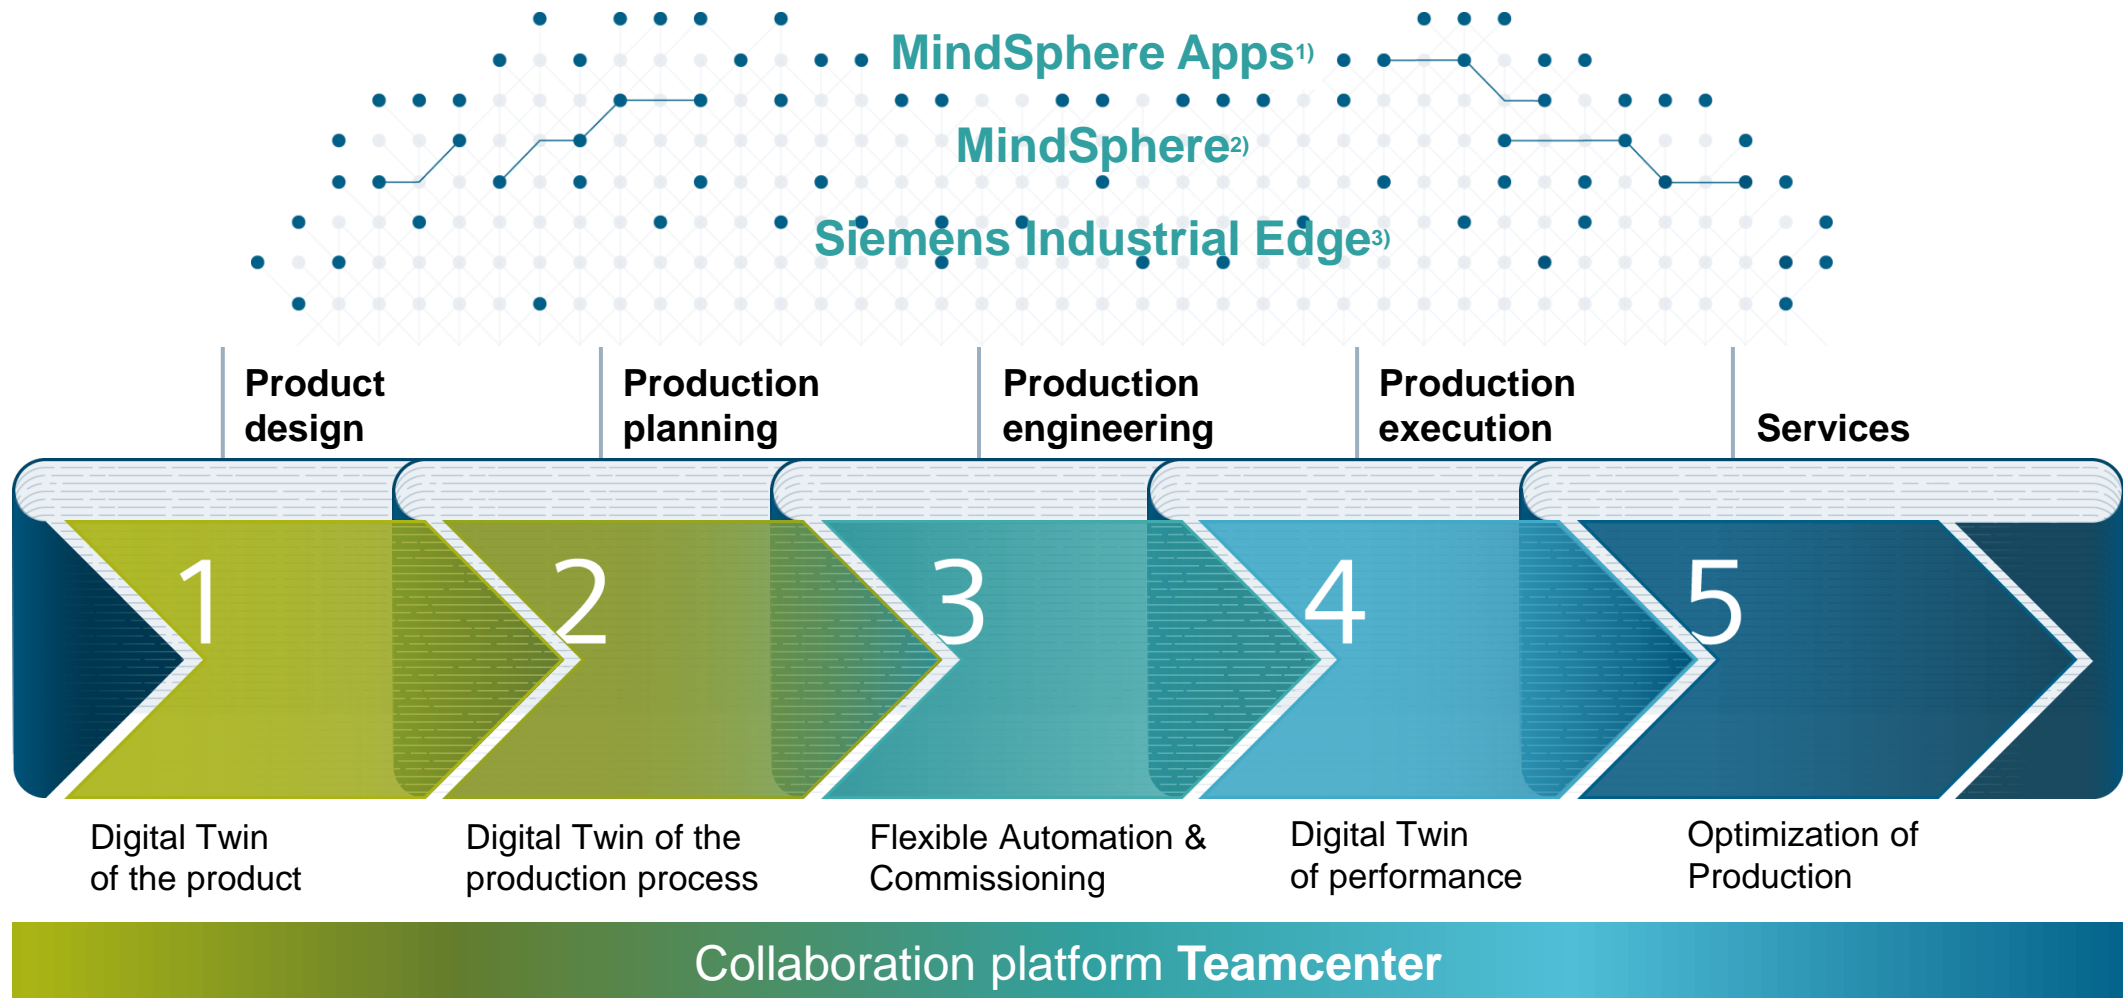 MindSphere Apps1)
MindSphere2)
Siemens Industrial Edge3)
Product
design
Production
planning
Production
engineering
Production
execution
Services
1
2
3
4
5
Digital Twin
of the product
Digital Twin of the
production process
Flexible Automation &
Commissioning
Digital Twin
of performance
Optimization of
Production
Collaboration platform Teamcenter